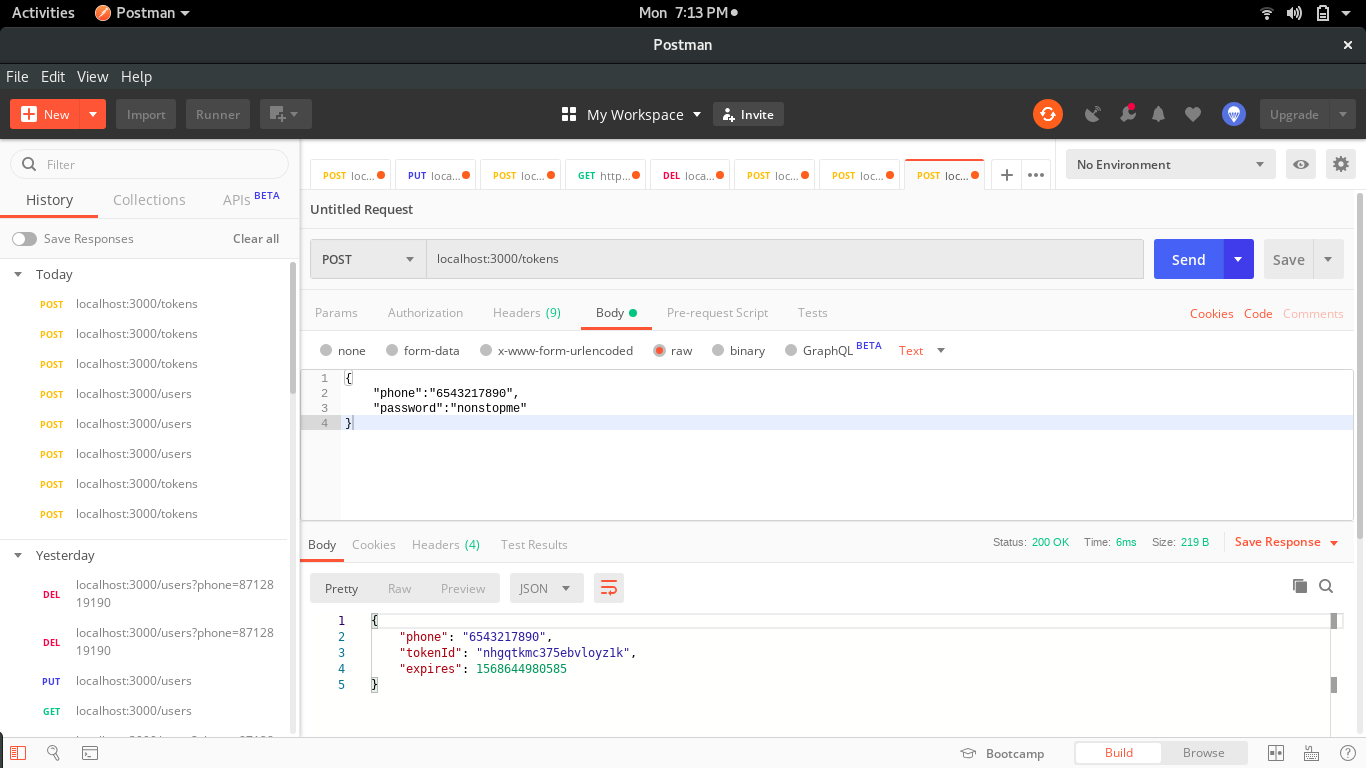 Activities Postman Mon 7:13 PM
Postman
File Edit View Help
New Import Runner My Workspace Invite Upgrade
Filter
History Collections APIs BETA
Save Responses Clear all
Today
POST localhost:3000/tokens
POST localhost:3000/tokens
POST localhost:3000/tokens
POST localhost:3000/users
POST localhost:3000/users
POST localhost:3000/users
POST localhost:3000/tokens
POST localhost:3000/tokens
Yesterday
DEL localhost:3000/users?phone=87128
19190
DEL localhost:3000/users?phone=87128
19190
PUT localhost:3000/users
GET localhost:3000/users
POST loc... PUT loca... POST loc... GET http... DEL loca... POST loc... POST loc... POST loc...
No Environment
Untitled Request
POST localhost:3000/tokens Send Save
Params Authorization Headers (9) Body Pre-request Script Tests Cookies Code Comments
none form-data x-www-form-urlencoded raw binary GraphQL BETA Text
1 {
2 "phone":"6543217890",
3 "password":"nonstopme"
4 }
Body Cookies Headers (4) Test Results Status: 200 OK Time: 6ms Size: 219 B Save Response
Pretty Raw Preview JSON
1 {
2 "phone": "6543217890",
3 "tokenId": "nhgqtkmc375ebvloyz1k",
4 "expires": 1568644980585
5 }
Bootcamp Build Browse